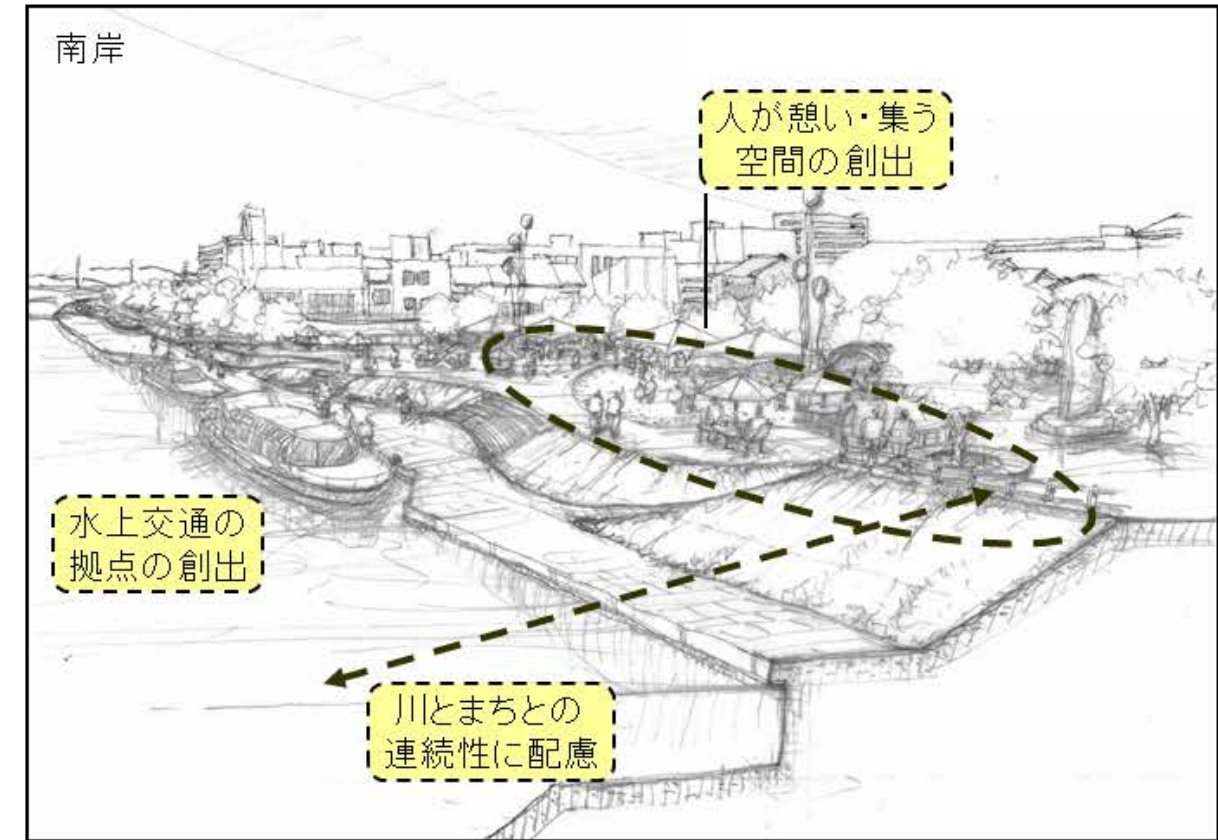 南岸
人が憩い・集う
空間の創出
水上交通の
拠点の創出
川とまちとの
連続性に配慮